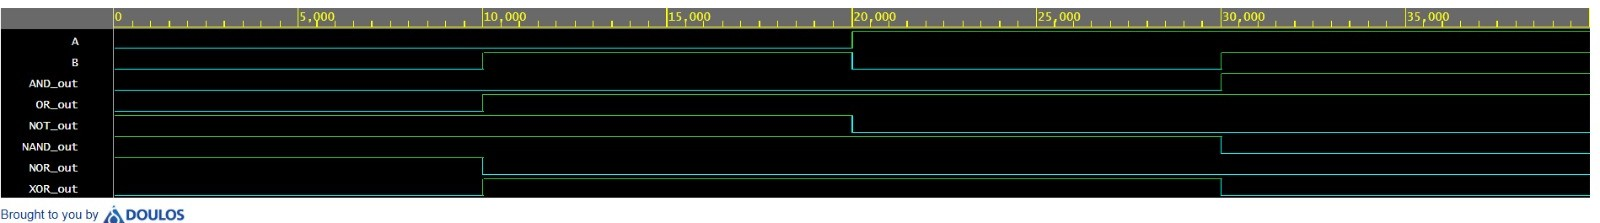 0 5,000 10,000 15,000 20,000 25,000 30,000 35,000
A
B
AND_out
OR_out
NOT_out
NAND_out
NOR_out
XOR_out
Brought to you by DOULOS